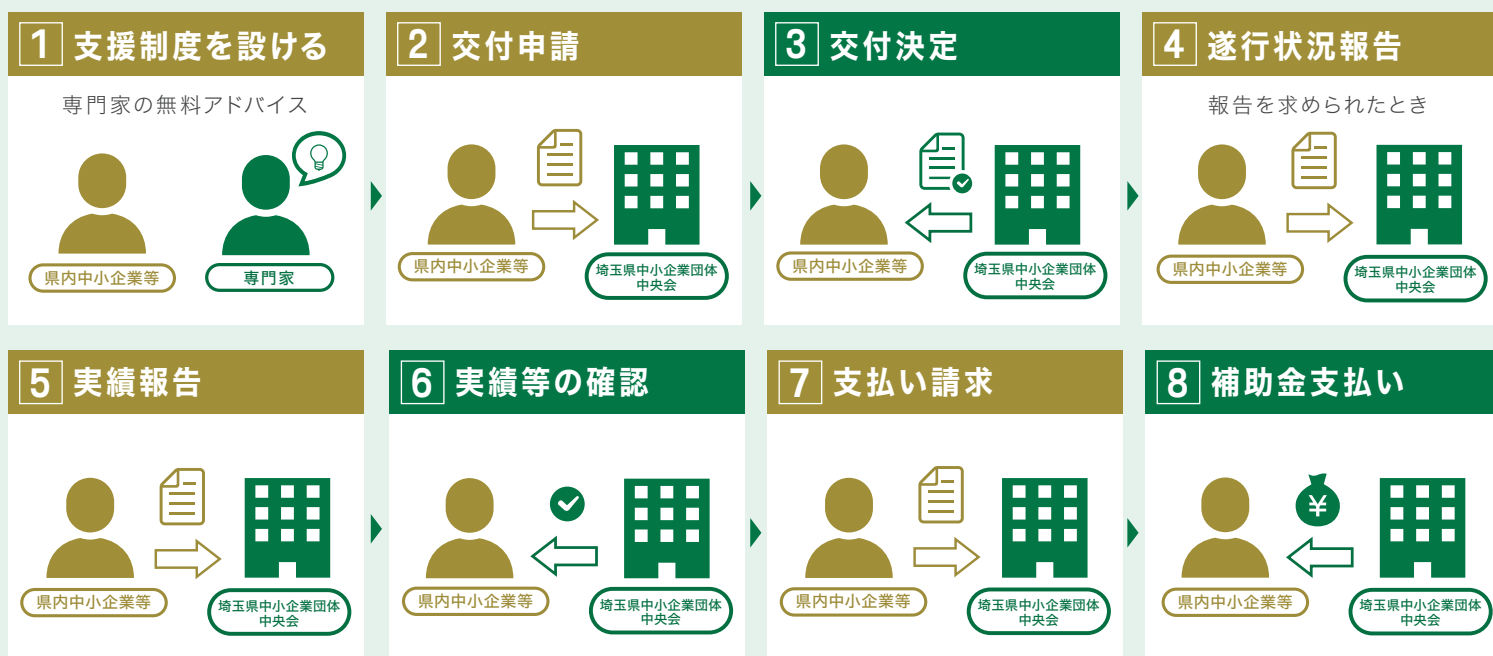 1 支援制度を設ける
専門家の無料アドバイス
県内中小企業等
専門家
2 交付申請
県内中小企業等
埼玉県中小企業団体
中央会
3 交付決定
県内中小企業等
埼玉県中小企業団体
中央会
4 遂行状況報告
報告を求められたとき
県内中小企業等
埼玉県中小企業団体
中央会
5 実績報告
県内中小企業等
埼玉県中小企業団体
中央会
6 実績等の確認
県内中小企業等
埼玉県中小企業団体
中央会
7 支払い請求
県内中小企業等
埼玉県中小企業団体
中央会
8 補助金支払い
¥
県内中小企業等
埼玉県中小企業団体
中央会